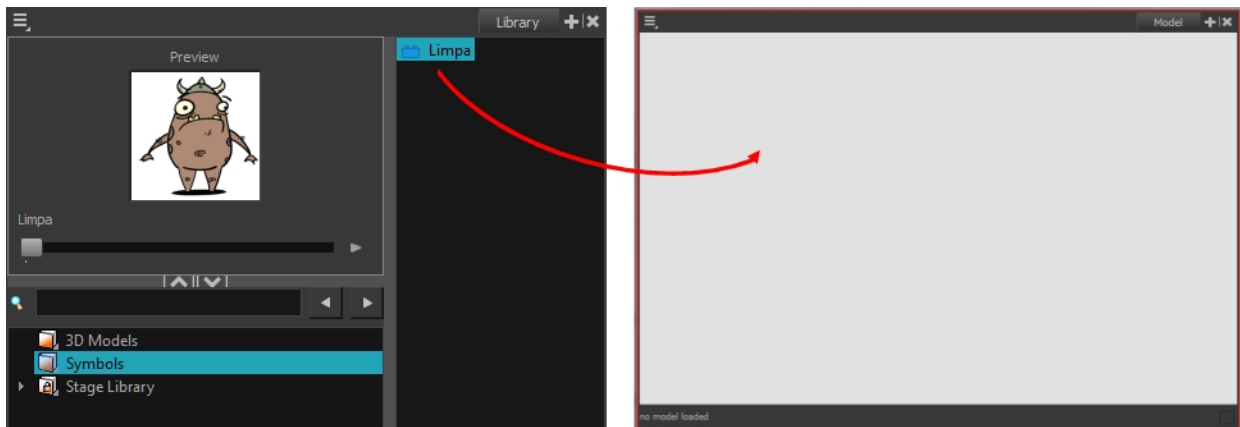 Library
Preview
Limpa
Limpa
3D Models
Symbols
Stage Library
Model
no model loaded